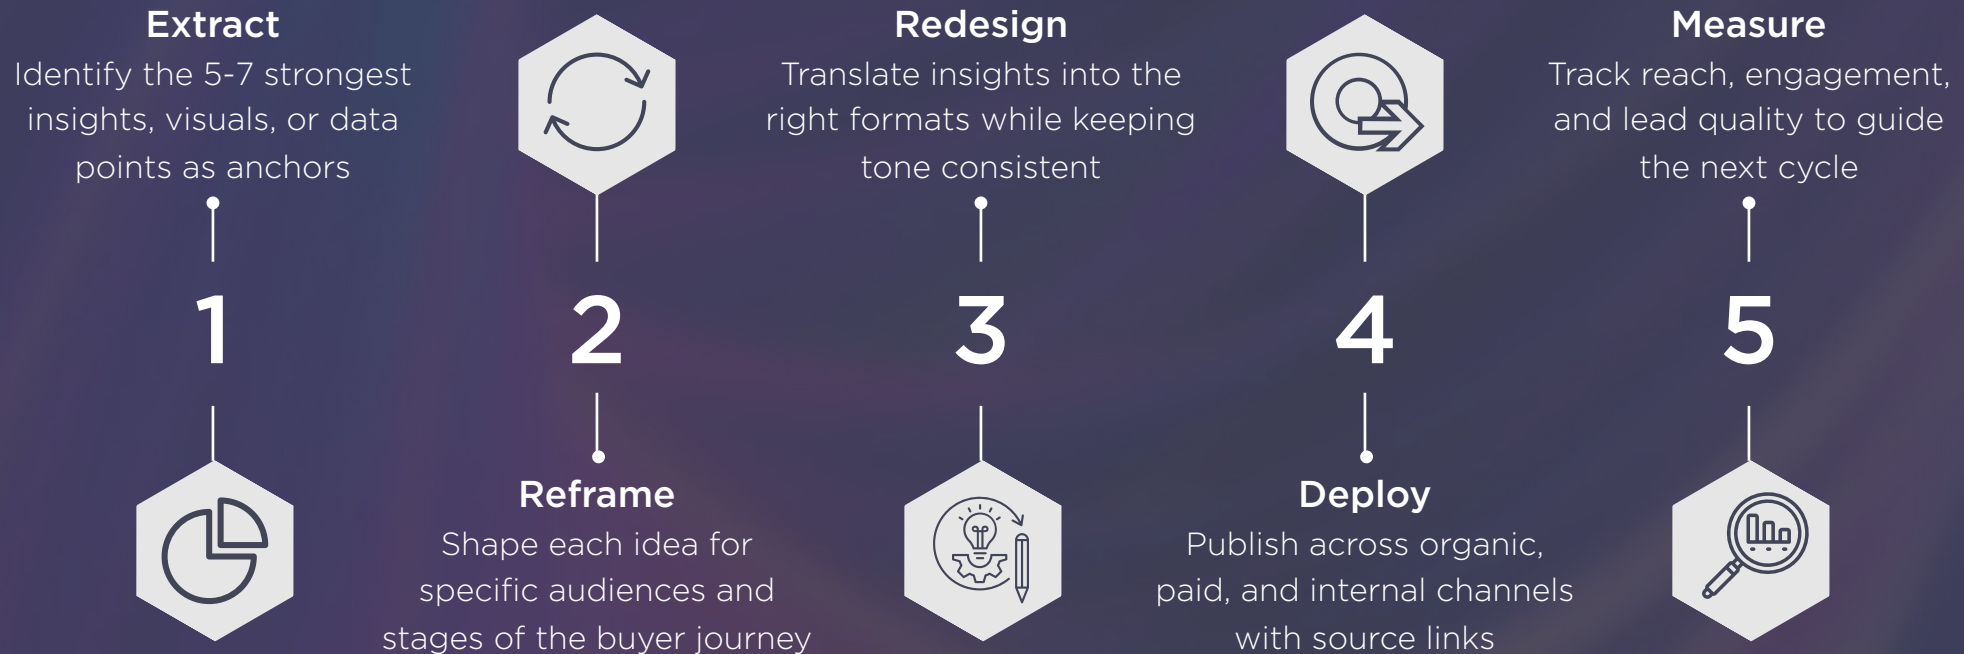 Extract
Identify the 5-7 strongest
insights, visuals, or data
points as anchors
1
2
Reframe
Shape each idea for
specific audiences and
stages of the buyer journey
Redesign
Translate insights into the
right formats while keeping
tone consistent
3
4
Deploy
Publish across organic,
paid, and internal channels
with source links
Measure
Track reach, engagement,
and lead quality to guide
the next cycle
5